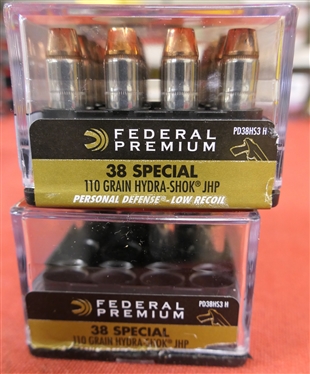 FEDERAL
PD38HS3 H
PREMIUM
38 SPECIAL
110 GRAIN HYDRA-SHOK® JHP
PERSONAL DEFENSE™-LOW RECOIL
FEDERAL
PD38HS3 H
PREMIUM
38 SPECIAL
110 GRAIN HYDRA-SHOK® JHP